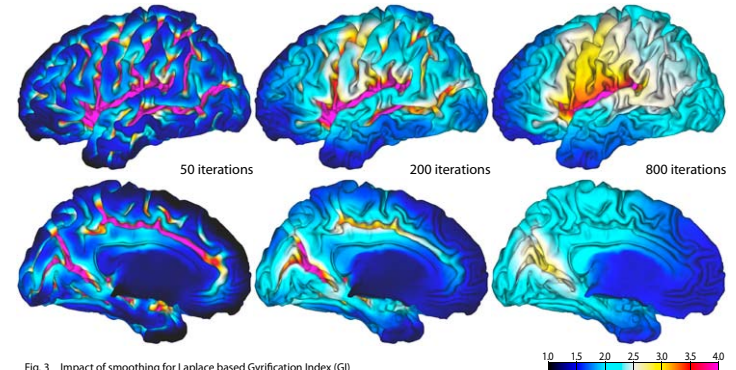 50 iterations
200 iterations
800 iterations
Fig. 3 Impact of smoothing for Laplace based Gyrification Index (GI)
1.0 1.5 2.0 2.5 3.0 3.5 4.0